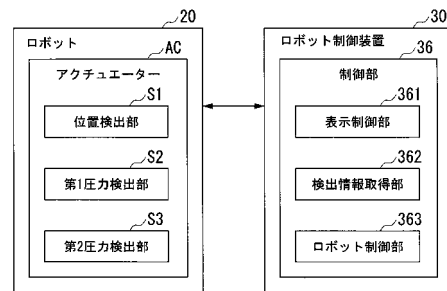 20
ロボット
AC
アクチュエーター
S1
位置検出部
S2
第1圧力検出部
S3
第2圧力検出部
30
ロボット制御装置
36
制御部
361
表示制御部
362
検出情報取得部
363
ロボット制御部